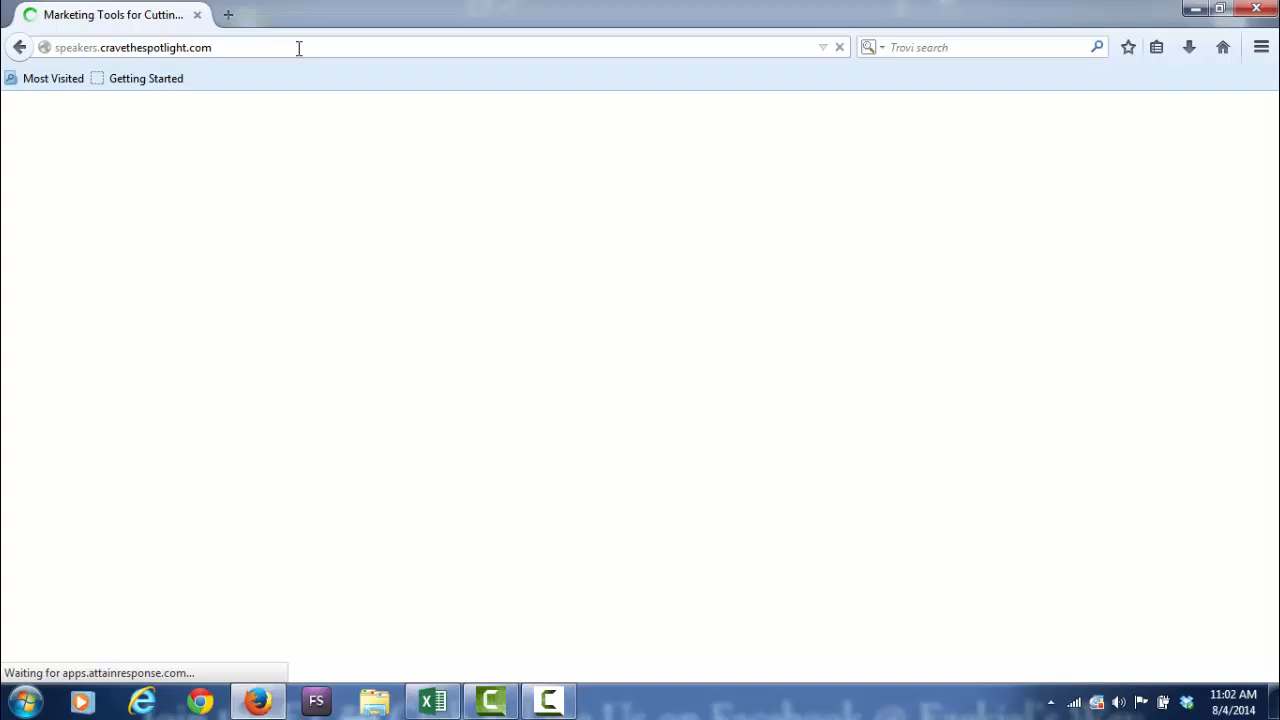 Marketing Tools for Cuttin...
speakers.cravethespotlight.com
Trovi search
Most Visited
Getting Started
Waiting for apps.attainresponse.com...
FS
11:02 AM
8/4/2014